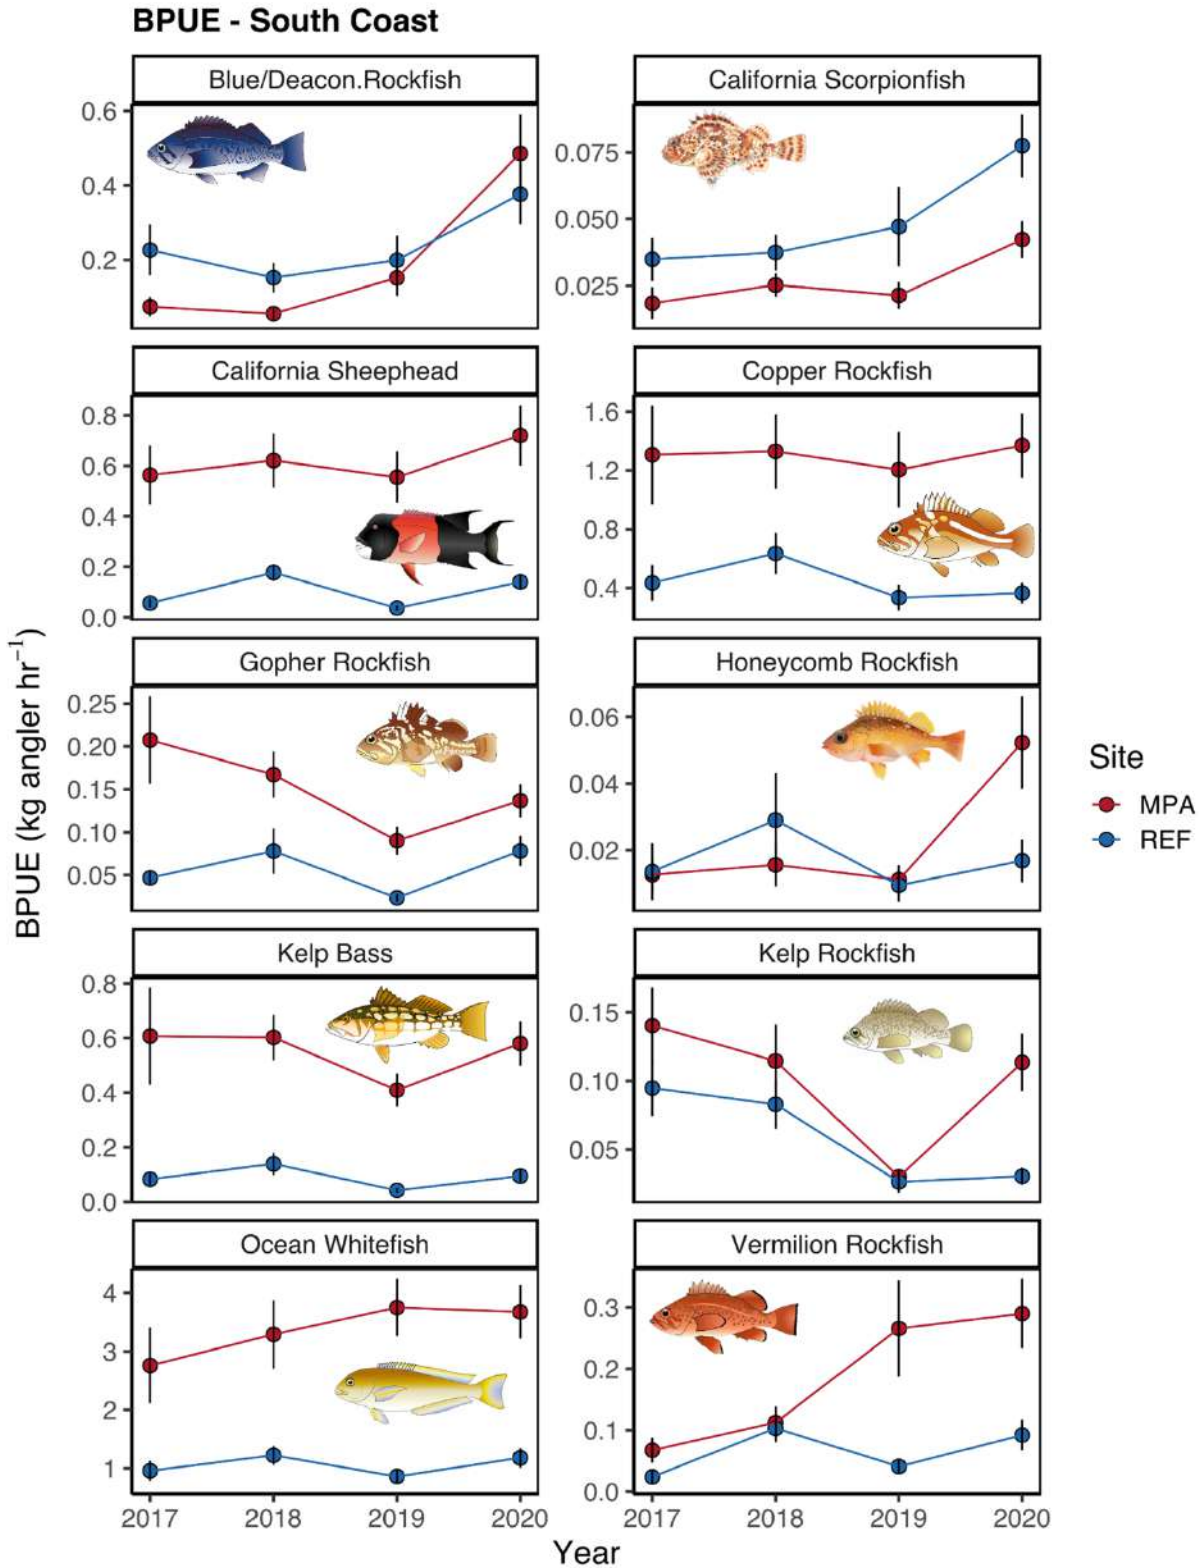 BPUE - South Coast
Blue/Deacon.Rockfish
0.6
0.4
0.2
California Scorpionfish
0.075
0.050
0.025
California Sheephead
0.8
0.6
0.4
0.2
0.0
Copper Rockfish
1.6
1.2
0.8
0.4
Gopher Rockfish
0.25
0.20
0.15
0.10
0.05
Honeycomb Rockfish
0.06
0.04
0.02
Kelp Bass
0.8
0.6
0.4
0.2
0.0
Kelp Rockfish
0.15
0.10
0.05
Ocean Whitefish
4
3
2
1
2017 2018 2019 2020
Vermilion Rockfish
0.3
0.2
0.1
0.0
2017 2018 2019 2020
BPUE (kg angler hr⁻¹)
Year
Site
MPA
REF